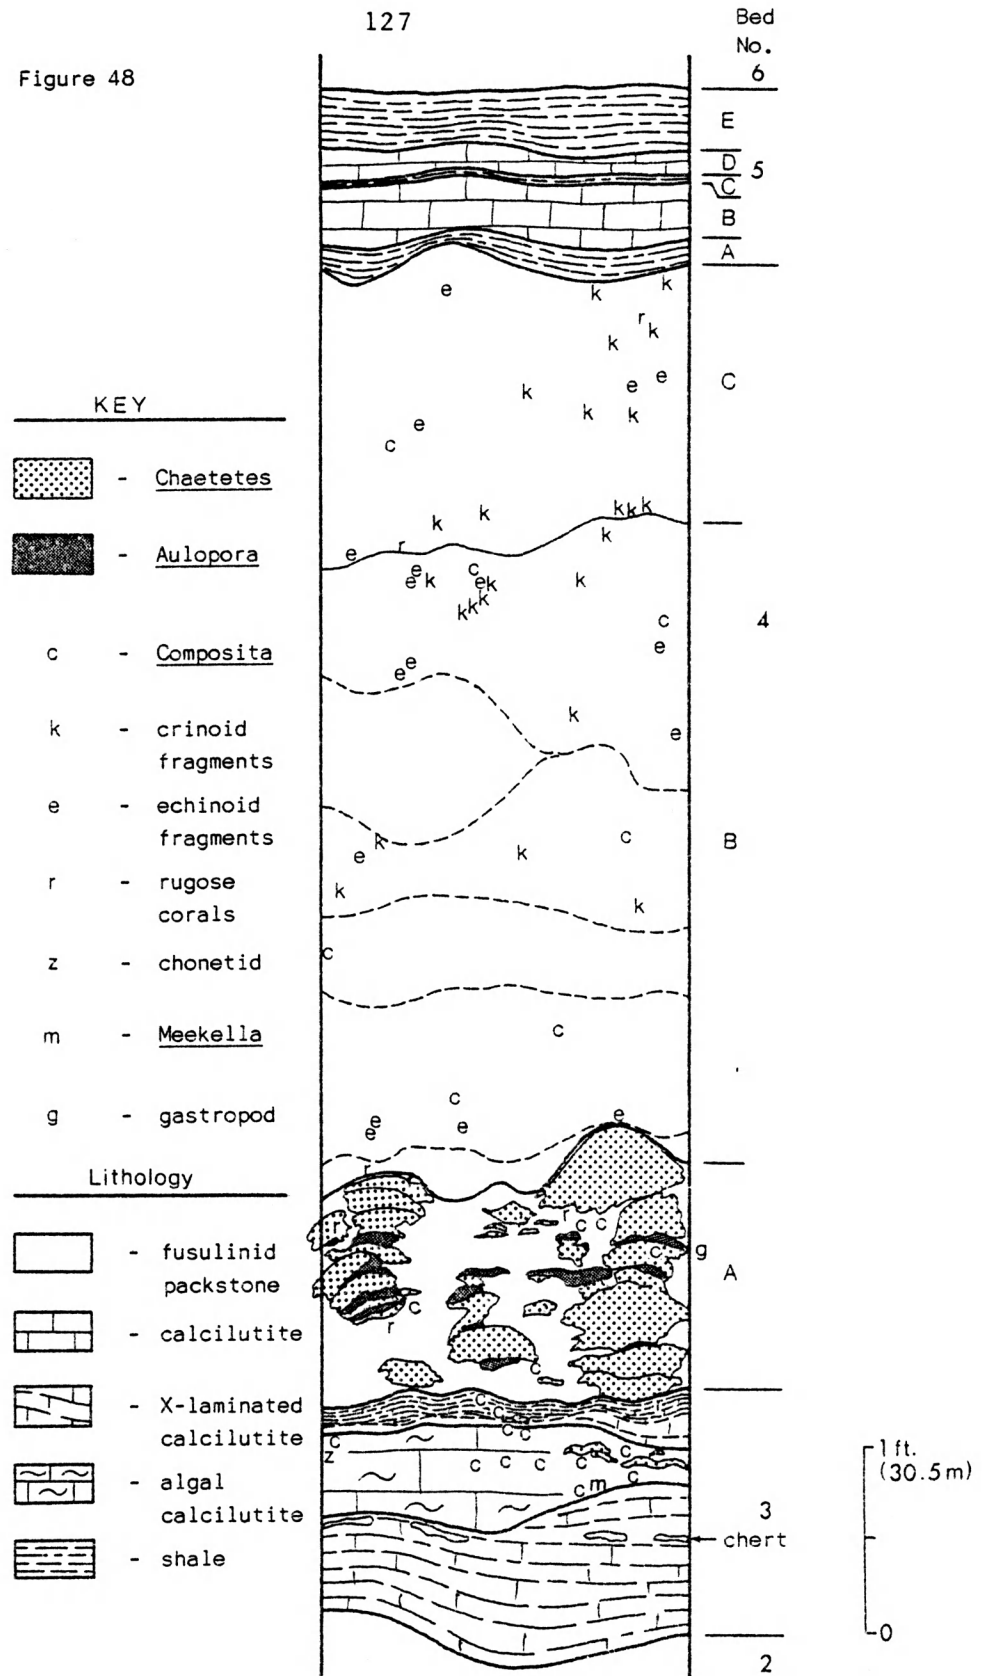 127
Figure 48
Bed
No.
6
E
D
5
C
B
A
e
k
k
r
k
k
C
e
e
k
k
k
e
c
k
k
k
k
k
k
e
r
e
e
k
c
e
k
k
k
k
k
4
c
e
e
e
k
e
B
k
e
k
c
k
k
c
c
c
e
e
e
e
r
r
c
c
c
g
A
c
r
c
c
c
c
c
c
c
z
c
c
c
c
c
c
c
m
3
chert
2
KEY
- Chaetetes
- Aulopora
c - Composita
k - crinoid
fragments
e - echinoid
fragments
r - rugose
corals
z - chonetid
m - Meekella
g - gastropod
Lithology
- fusulinid
packstone
- calcilutite
- X-laminated
calcilutite
- algal
calcilutite
- shale
1 ft.
(30.5m)
0